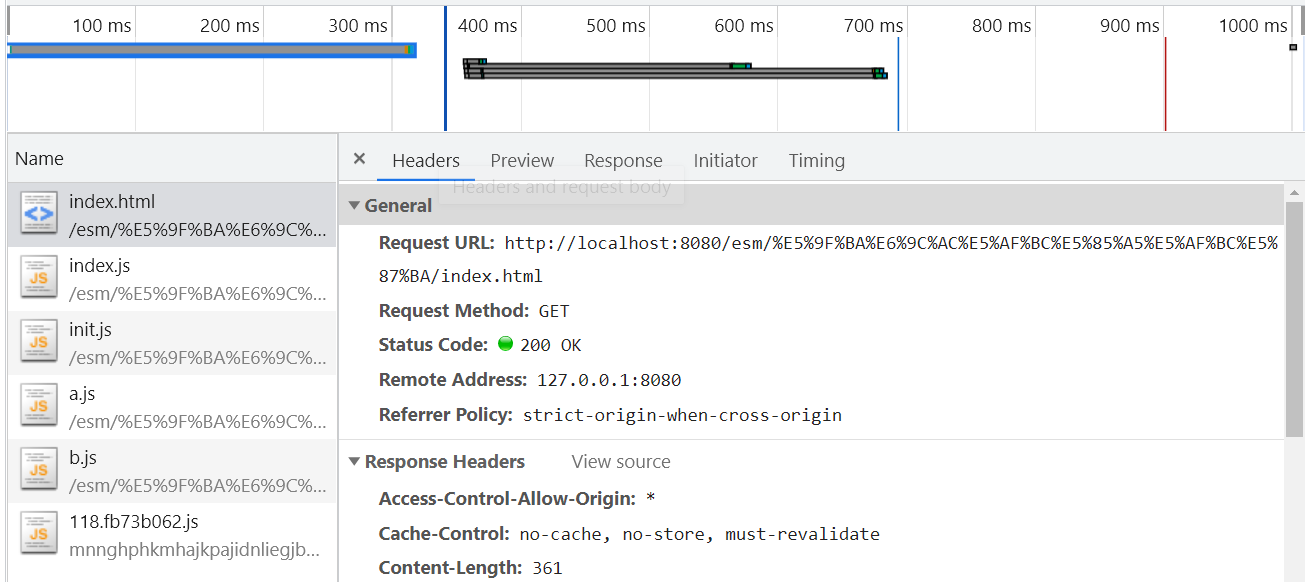 100 ms 200 ms 300 ms 400 ms 500 ms 600 ms 700 ms 800 ms 900 ms 1000 ms
Name
index.html
/esm/%E5%9F%BA%E6%9C%...
index.js
/esm/%E5%9F%BA%E6%9C%...
init.js
/esm/%E5%9F%BA%E6%9C%...
a.js
/esm/%E5%9F%BA%E6%9C%...
b.js
/esm/%E5%9F%BA%E6%9C%...
118.fb73b062.js
mnnghphkmhajkpajidnliegjb...
× Headers Preview Response Initiator Timing
Headers and request body
General
Request URL: http://localhost:8080/esm/%E5%9F%BA%E6%9C%AC%E5%AF%BC%E5%85%A5%E5%AF%BC%E5%
87%BA/index.html
Request Method: GET
Status Code: 200 OK
Remote Address: 127.0.0.1:8080
Referrer Policy: strict-origin-when-cross-origin
Response Headers View source
Access-Control-Allow-Origin: *
Cache-Control: no-cache, no-store, must-revalidate
Content-Length: 361